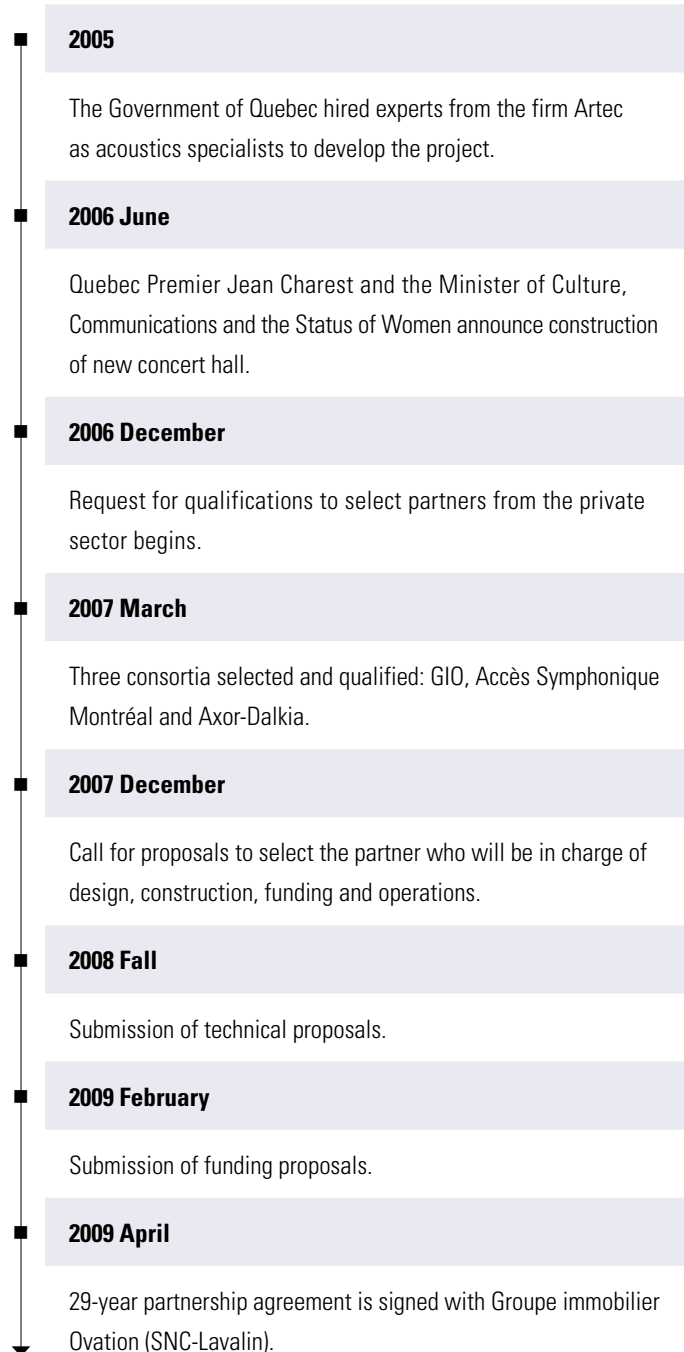 2005
The Government of Quebec hired experts from the firm Artec
as acoustics specialists to develop the project.
2006 June
Quebec Premier Jean Charest and the Minister of Culture,
Communications and the Status of Women announce construction
of new concert hall.
2006 December
Request for qualifications to select partners from the private
sector begins.
2007 March
Three consortia selected and qualified: GIO, Accès Symphonique
Montréal and Axor-Dalkia.
2007 December
Call for proposals to select the partner who will be in charge of
design, construction, funding and operations.
2008 Fall
Submission of technical proposals.
2009 February
Submission of funding proposals.
2009 April
29-year partnership agreement is signed with Groupe immobilier
Ovation (SNC-Lavalin).